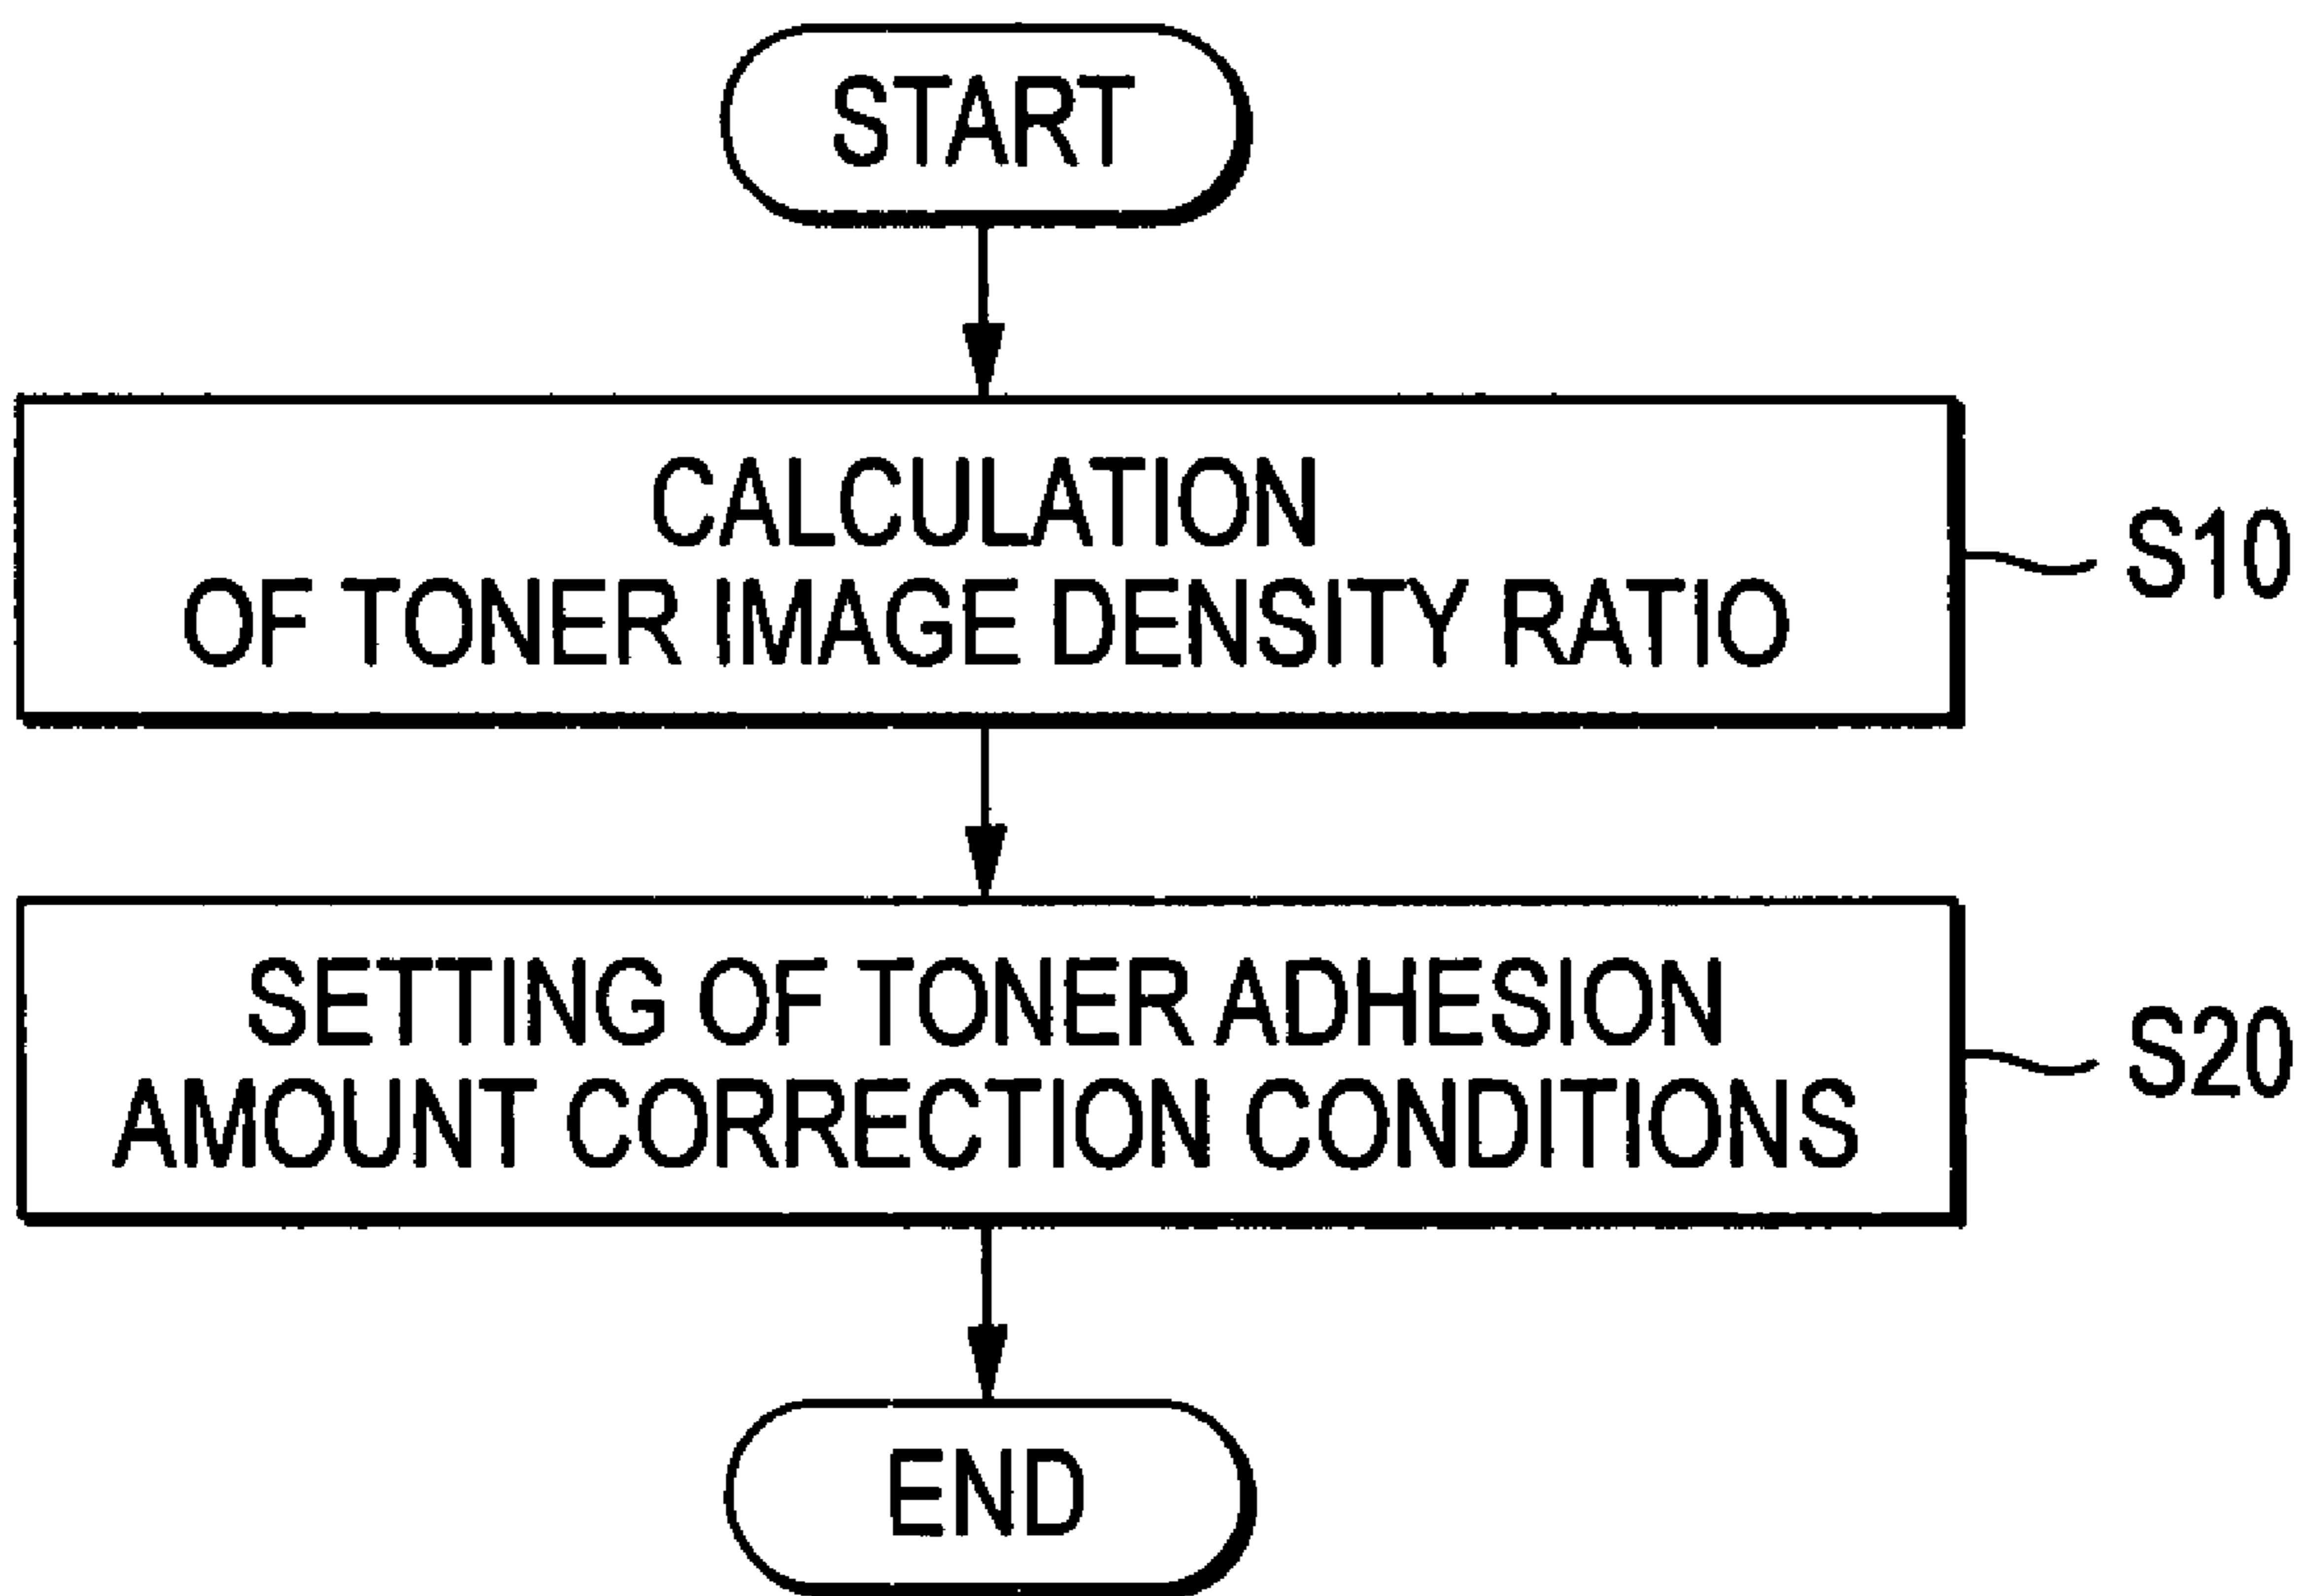 START
CALCULATION
OF TONER IMAGE DENSITY RATIO
S10
SETTING OF TONER ADHESION
AMOUNT CORRECTION CONDITIONS
S20
END